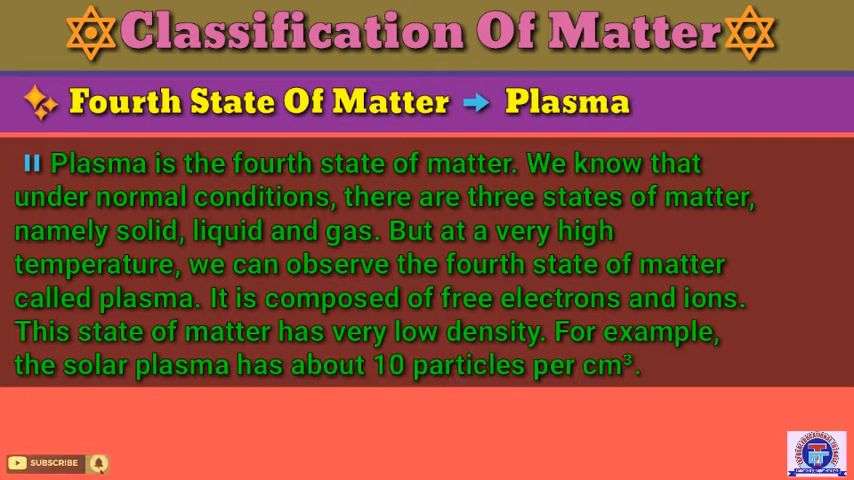 Classification Of Matter
Fourth State Of Matter → Plasma
Plasma is the fourth state of matter. We know that
under normal conditions, there are three states of matter,
namely solid, liquid and gas. But at a very high
temperature, we can observe the fourth state of matter
called plasma. It is composed of free electrons and ions.
This state of matter has very low density. For example,
the solar plasma has about 10 particles per cm³.
SUBSCRIBE